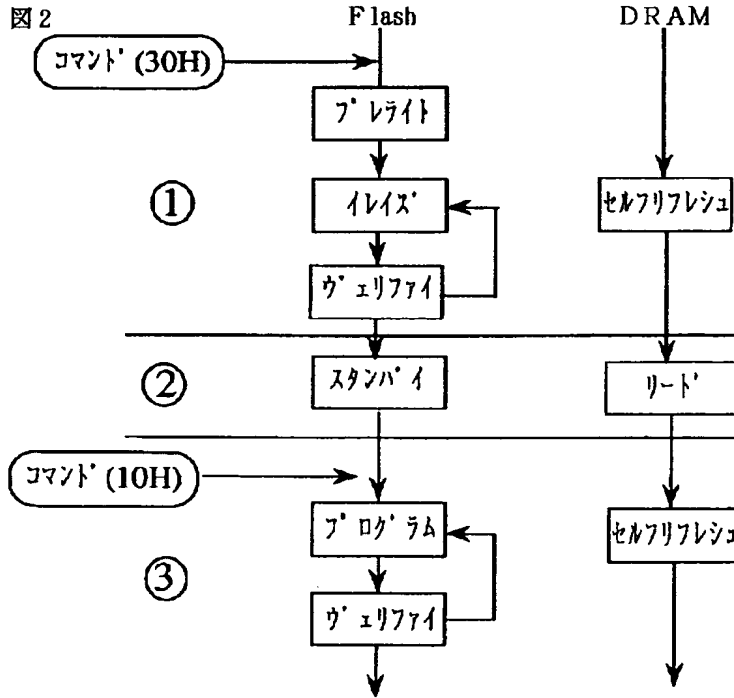 図2
Flash
DRAM
コマンド(30H)
プレライト
①
イレイズ
セルフリフレシュ
ヴェリファイ
②
スタンバイ
リード
コマンド(10H)
プログラム
セルフリフレシュ
③
ヴェリファイ